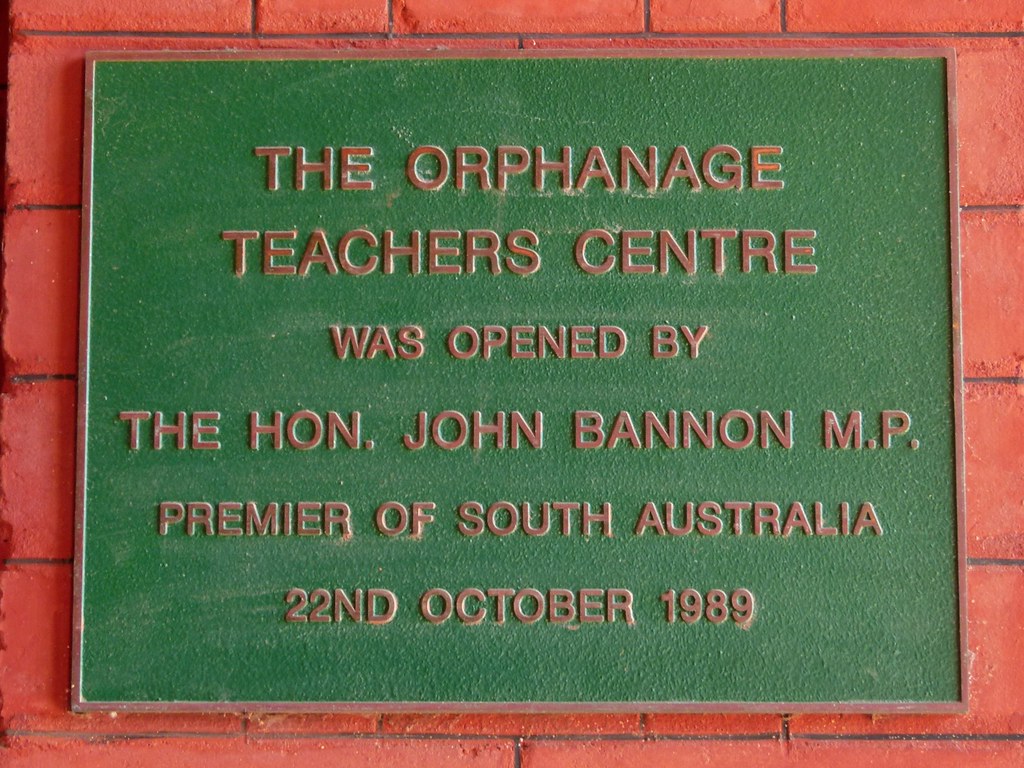 THE ORPHANAGE
TEACHERS CENTRE
WAS OPENED BY
THE HON. JOHN BANNON M.P.
PREMIER OF SOUTH AUSTRALIA
22ND OCTOBER 1989